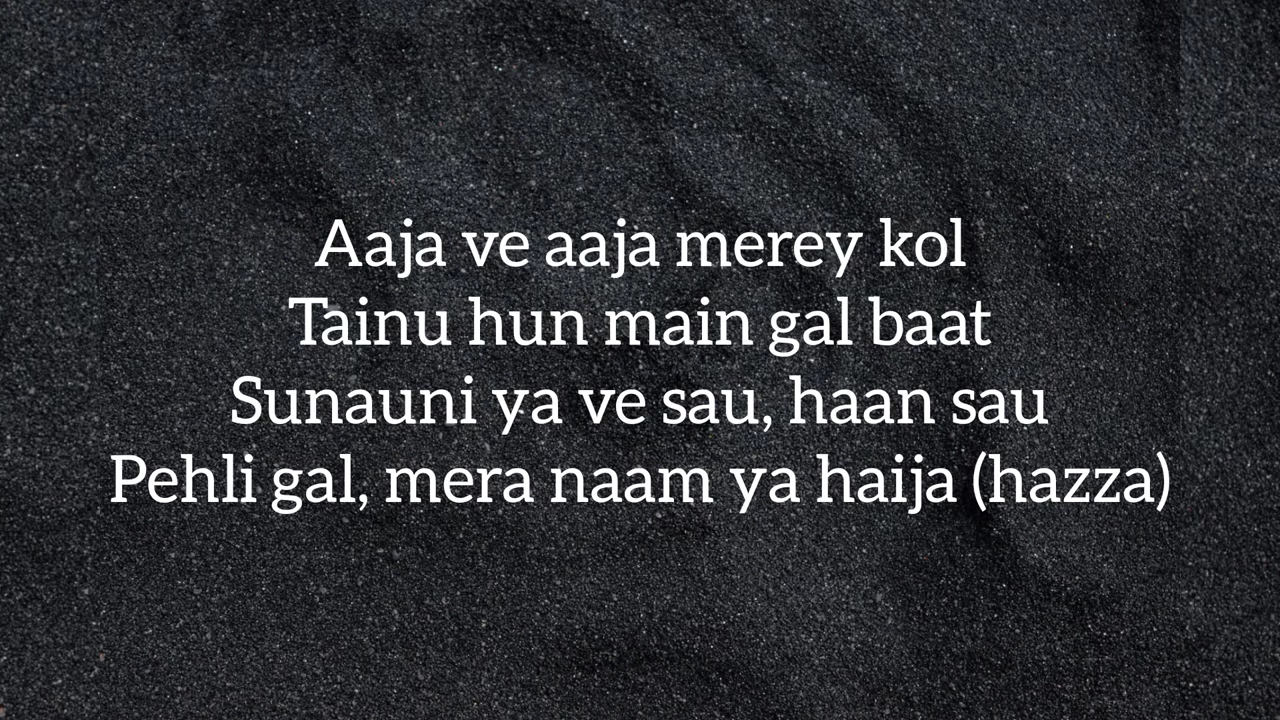 Aaja ve aaja merey kol
Tainu hun main gal baat
Sunauni ya ve sau, haan sau
Pehli gal, mera naam ya haija (hazza)